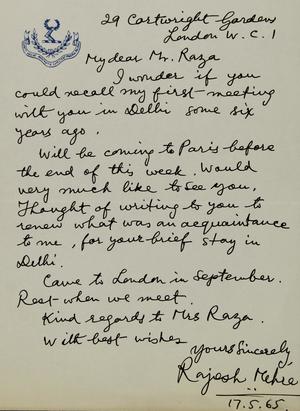 29 Cartwright Gardens
London W.C.1
My dear Mr. Raza
I wonder if you
could recall my first meeting
with you in Delhi some six
years ago.
Will be coming to Paris before
the end of this week. Would
very much like to see you.
Thought of writing to you to
renew what was an acquaintance
to me, for your brief stay in
Delhi.
Came to London in September.
Rest when we meet.
Kind regards to Mrs Raza.
With best wishes
Yours Sincerely,
Rajesh Mehra
17.5.65